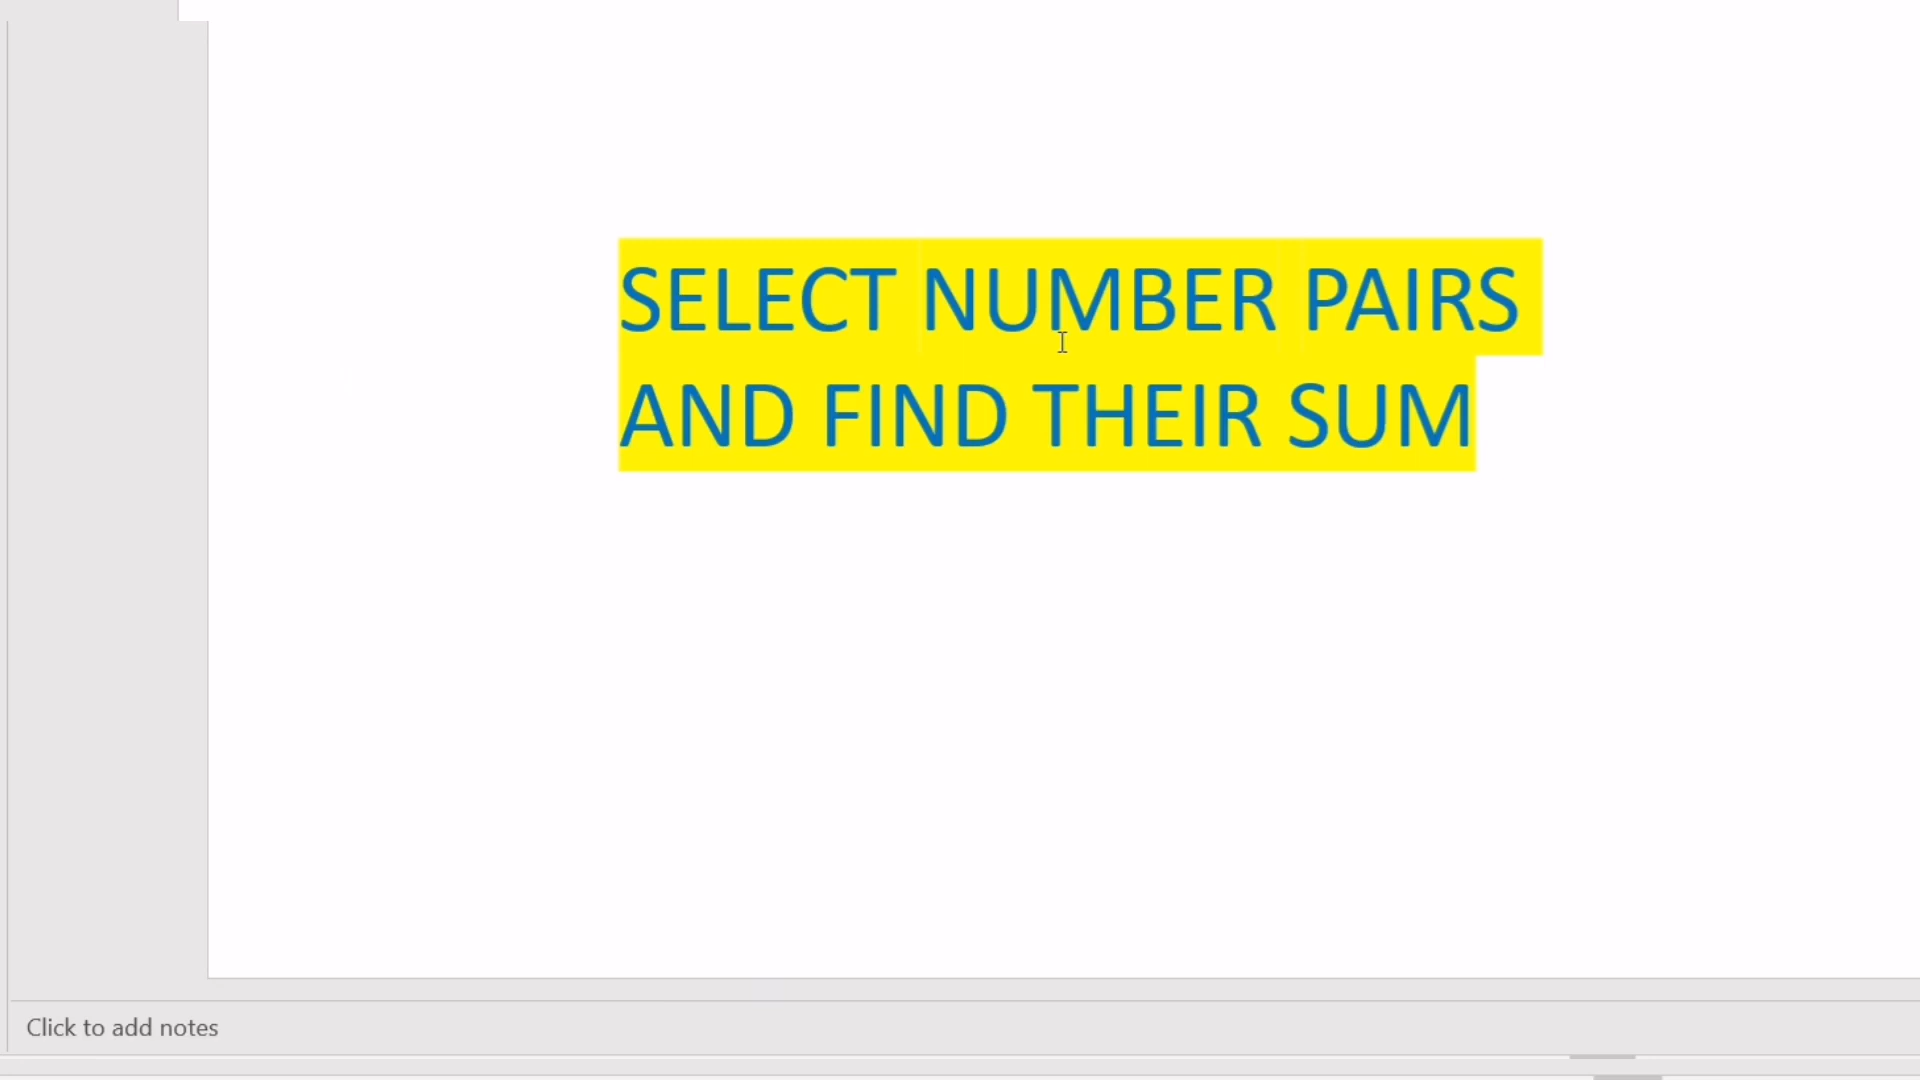 SELECT NUMBER PAIRS
AND FIND THEIR SUM
Click to add notes